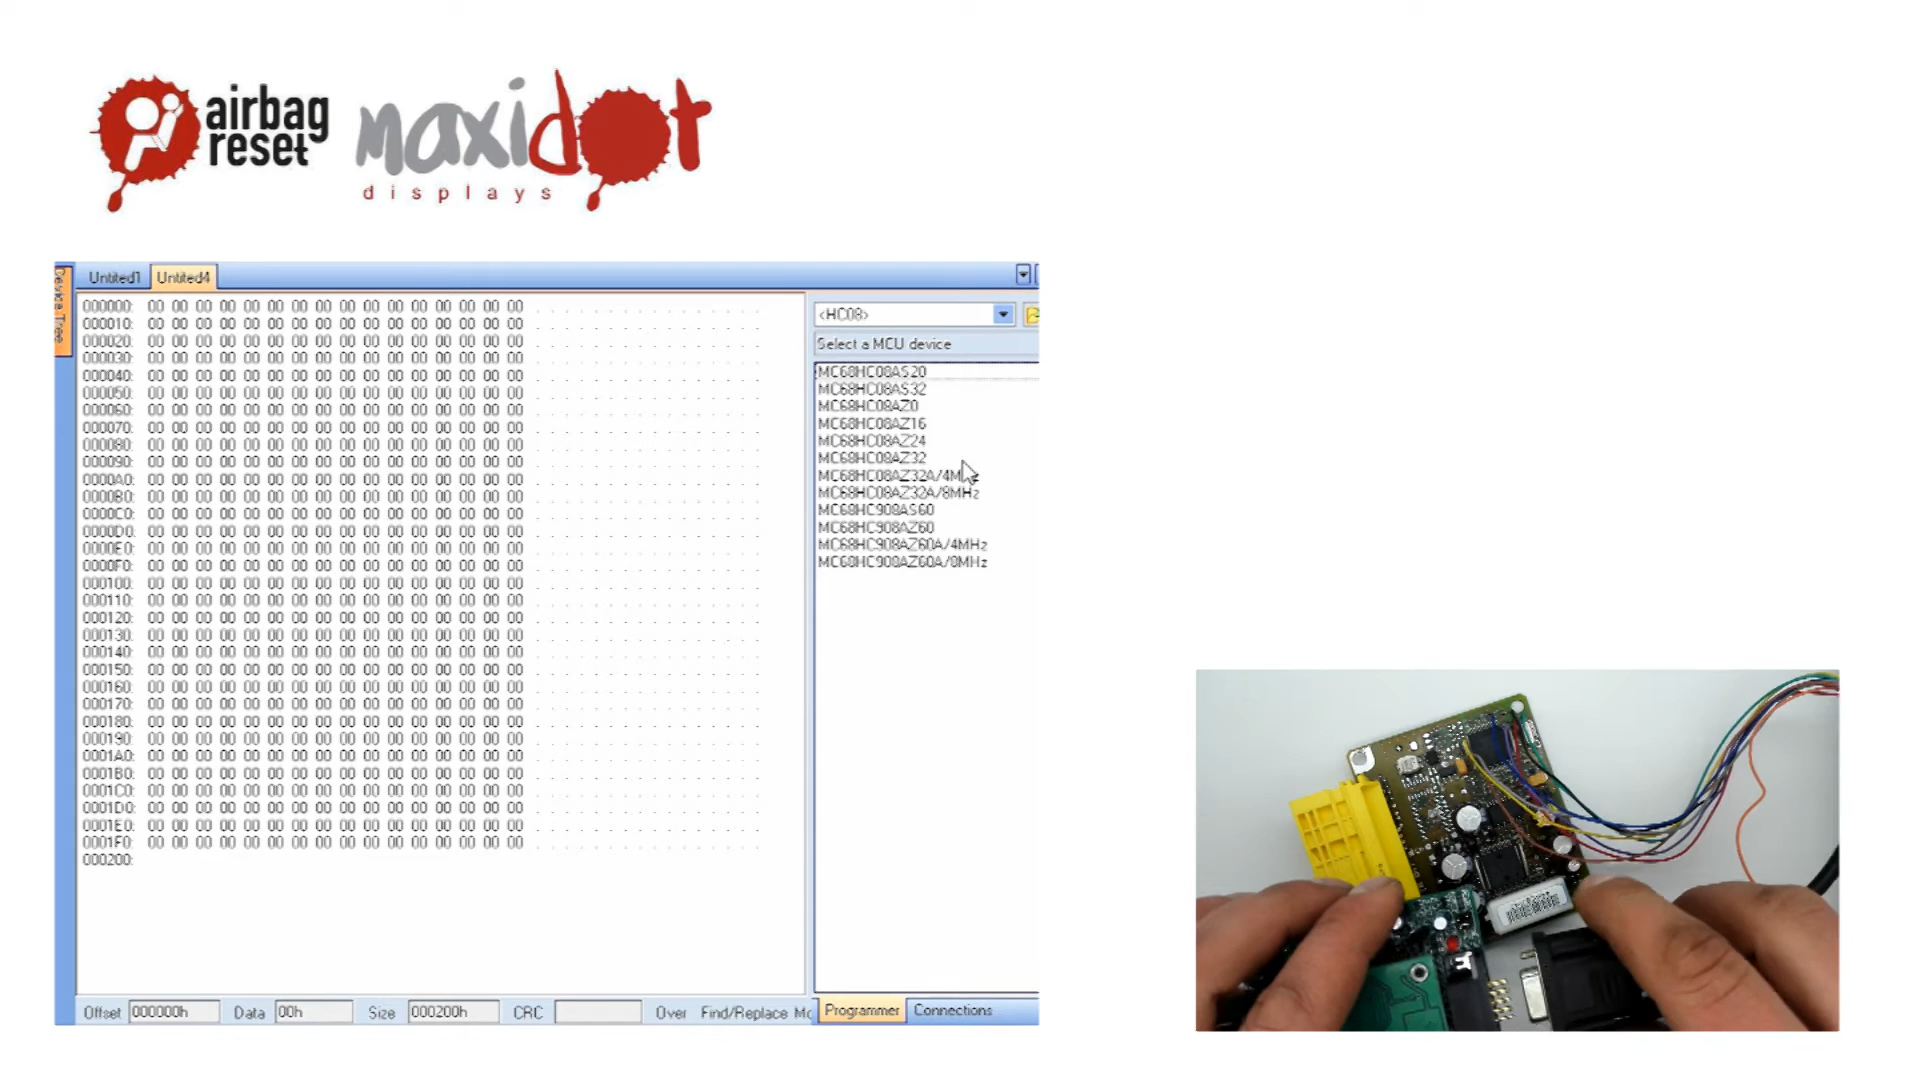 airbag
reset
maxidot
displays
Untited1 Untited4
Device Tree
000000: 00 00 00 00 00 00 00 00 00 00 00 00 00 00 00 00
000010: 00 00 00 00 00 00 00 00 00 00 00 00 00 00 00 00
000020: 00 00 00 00 00 00 00 00 00 00 00 00 00 00 00 00
000030: 00 00 00 00 00 00 00 00 00 00 00 00 00 00 00 00
000040: 00 00 00 00 00 00 00 00 00 00 00 00 00 00 00 00
000050: 00 00 00 00 00 00 00 00 00 00 00 00 00 00 00 00
000060: 00 00 00 00 00 00 00 00 00 00 00 00 00 00 00 00
000070: 00 00 00 00 00 00 00 00 00 00 00 00 00 00 00 00
000080: 00 00 00 00 00 00 00 00 00 00 00 00 00 00 00 00
000090: 00 00 00 00 00 00 00 00 00 00 00 00 00 00 00 00
0000A0: 00 00 00 00 00 00 00 00 00 00 00 00 00 00 00 00
0000B0: 00 00 00 00 00 00 00 00 00 00 00 00 00 00 00 00
0000C0: 00 00 00 00 00 00 00 00 00 00 00 00 00 00 00 00
0000D0: 00 00 00 00 00 00 00 00 00 00 00 00 00 00 00 00
0000E0: 00 00 00 00 00 00 00 00 00 00 00 00 00 00 00 00
0000F0: 00 00 00 00 00 00 00 00 00 00 00 00 00 00 00 00
000100: 00 00 00 00 00 00 00 00 00 00 00 00 00 00 00 00
000110: 00 00 00 00 00 00 00 00 00 00 00 00 00 00 00 00
000120: 00 00 00 00 00 00 00 00 00 00 00 00 00 00 00 00
000130: 00 00 00 00 00 00 00 00 00 00 00 00 00 00 00 00
000140: 00 00 00 00 00 00 00 00 00 00 00 00 00 00 00 00
000150: 00 00 00 00 00 00 00 00 00 00 00 00 00 00 00 00
000160: 00 00 00 00 00 00 00 00 00 00 00 00 00 00 00 00
000170: 00 00 00 00 00 00 00 00 00 00 00 00 00 00 00 00
000180: 00 00 00 00 00 00 00 00 00 00 00 00 00 00 00 00
000190: 00 00 00 00 00 00 00 00 00 00 00 00 00 00 00 00
0001A0: 00 00 00 00 00 00 00 00 00 00 00 00 00 00 00 00
0001B0: 00 00 00 00 00 00 00 00 00 00 00 00 00 00 00 00
0001C0: 00 00 00 00 00 00 00 00 00 00 00 00 00 00 00 00
0001D0: 00 00 00 00 00 00 00 00 00 00 00 00 00 00 00 00
0001E0: 00 00 00 00 00 00 00 00 00 00 00 00 00 00 00 00
0001F0: 00 00 00 00 00 00 00 00 00 00 00 00 00 00 00 00
000200:
<HC08>
Select a MCU device
MC68HC08AS20
MC68HC08AS32
MC68HC08AZ0
MC68HC08AZ16
MC68HC08AZ24
MC68HC08AZ32
MC68HC08AZ32A/4MHz
MC68HC08AZ32A/8MHz
MC68HC908AS60
MC68HC908AZ60
MC68HC908AZ60A/4MHz
MC68HC908AZ60A/8MHz
Offset 000000h Data 00h Size 000200h CRC Over Find/Replace Mo
Programmer Connections